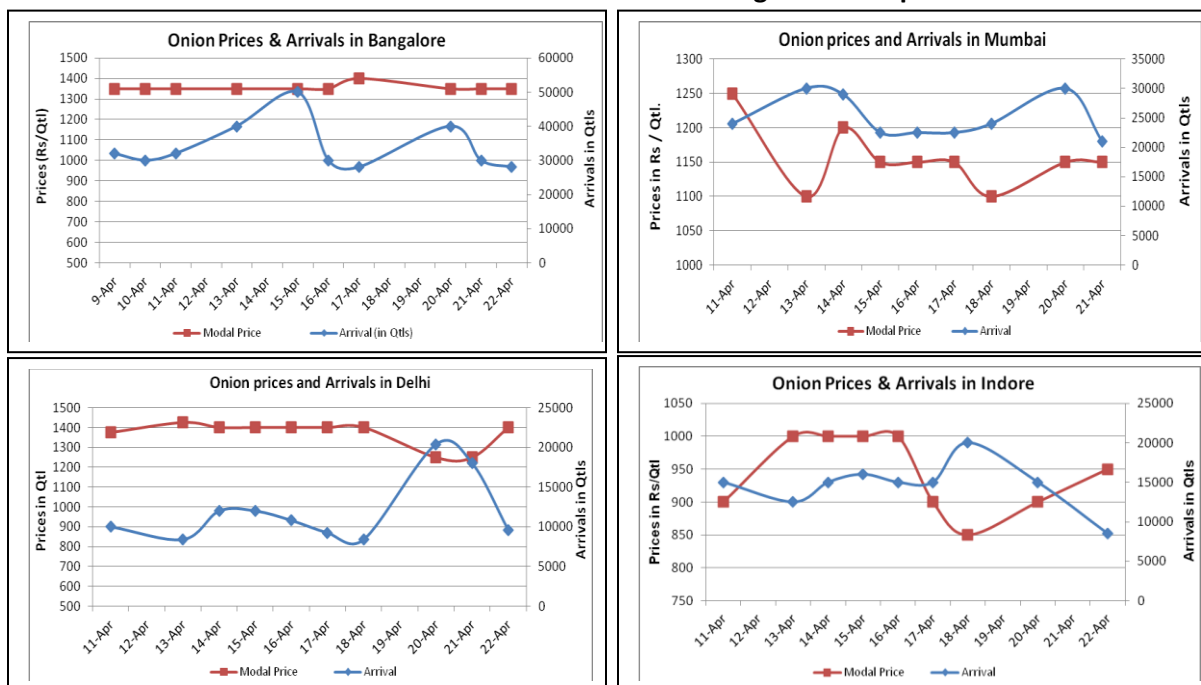 Onion Prices & Arrivals in Bangalore
1500
1400
1300
1200
1100
1000
900
800
700
600
500
60000
50000
40000
30000
20000
10000
0
Prices (Rs/Qtl)
Arrivals in Qtls
9-Apr
10-Apr
11-Apr
12-Apr
13-Apr
14-Apr
15-Apr
16-Apr
17-Apr
18-Apr
19-Apr
20-Apr
21-Apr
22-Apr
Modal Price
Arrival (in Qtls)
Onion prices and Arrivals in Mumbai
1300
1250
1200
1150
1100
1050
1000
35000
30000
25000
20000
15000
10000
5000
0
Prices in Rs / Qtl.
Arrivals in Qtls
11-Apr
12-Apr
13-Apr
14-Apr
15-Apr
16-Apr
17-Apr
18-Apr
19-Apr
20-Apr
21-Apr
Modal Price
Arrival
Onion prices and Arrivals in Delhi
1500
1400
1300
1200
1100
1000
900
800
700
600
500
25000
20000
15000
10000
5000
0
Prices in Qtl
Arrivals in Qtls
11-Apr
12-Apr
13-Apr
14-Apr
15-Apr
16-Apr
17-Apr
18-Apr
19-Apr
20-Apr
21-Apr
22-Apr
Modal Price
Arrival
Onion Prices & Arrivals in Indore
1050
1000
950
900
850
800
750
25000
20000
15000
10000
5000
0
Prices in Rs/Qtl
Arrivals in Qtls
11-Apr
12-Apr
13-Apr
14-Apr
15-Apr
16-Apr
17-Apr
18-Apr
19-Apr
20-Apr
21-Apr
22-Apr
Modal Price
Arrival